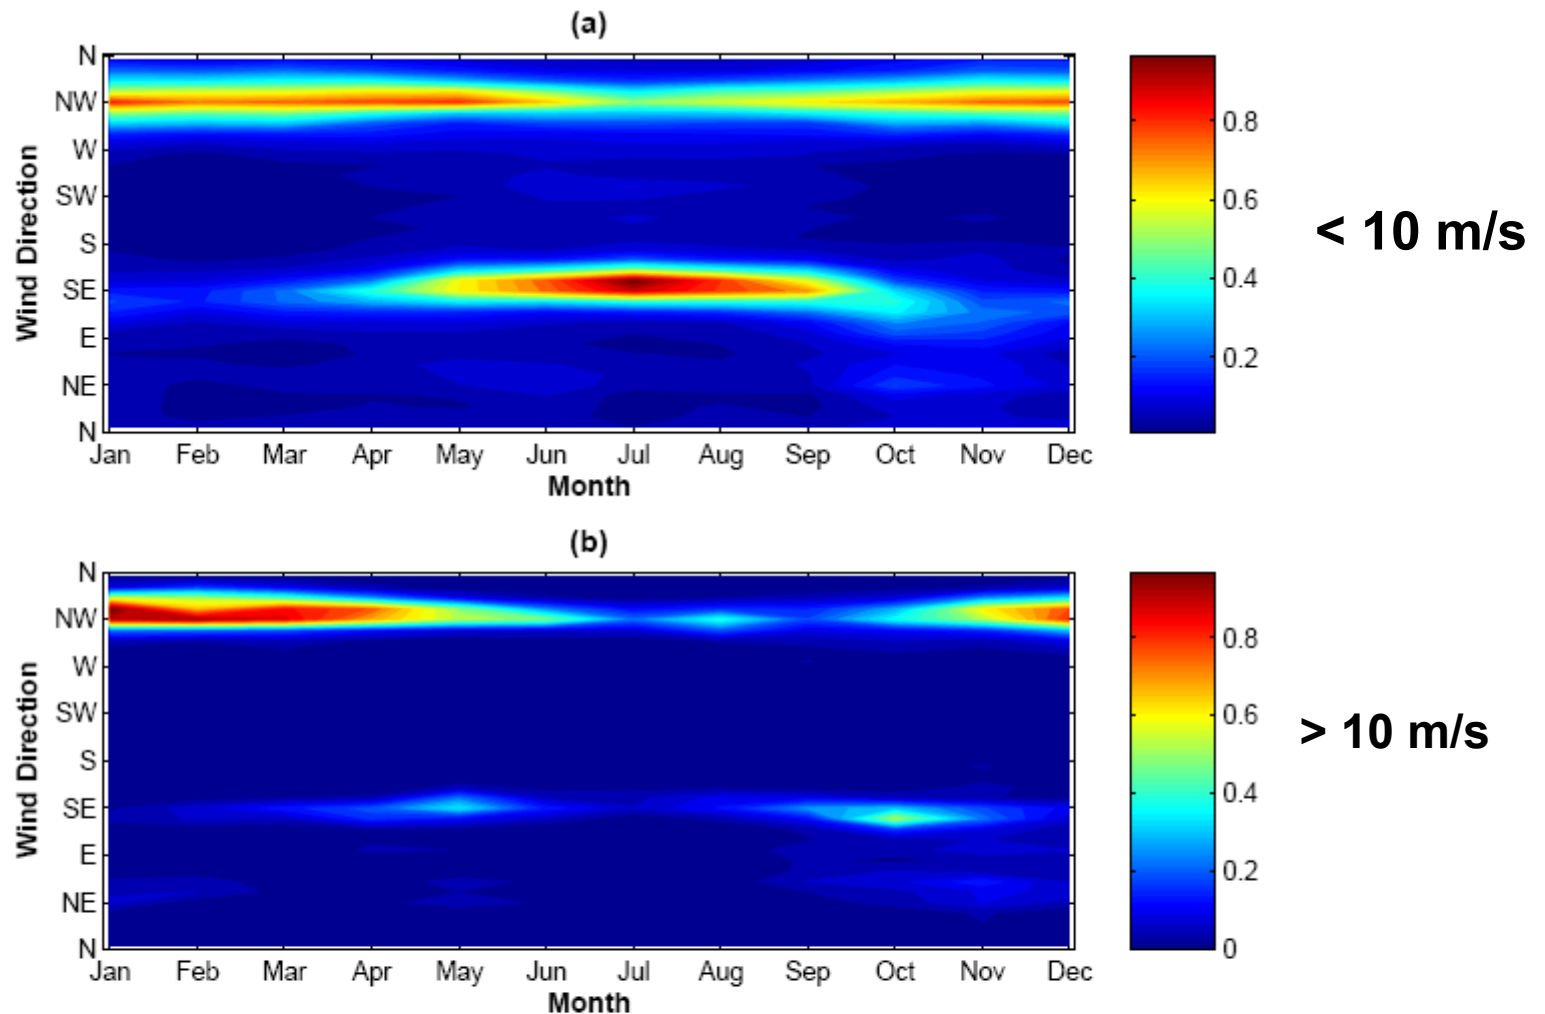 (a)
N
NW
W
SW
S
SE
E
NE
N
Wind Direction
Jan Feb Mar Apr May Jun Jul Aug Sep Oct Nov Dec
Month
0.8
0.6
0.4
0.2
< 10 m/s
(b)
N
NW
W
SW
S
SE
E
NE
N
Wind Direction
Jan Feb Mar Apr May Jun Jul Aug Sep Oct Nov Dec
Month
0.8
0.6
0.4
0.2
0
> 10 m/s